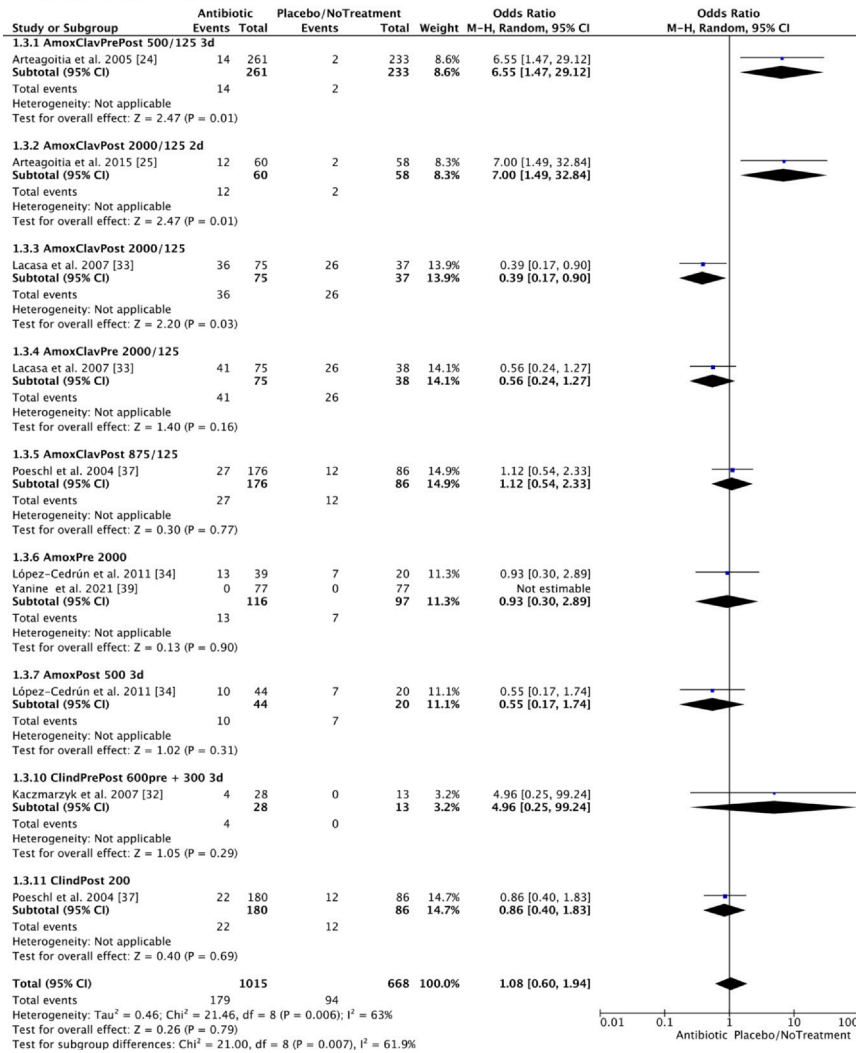 Antibiotic Placebo/NoTreatment Odds Ratio Odds Ratio
Study or Subgroup Events Total Events Total Weight M-H, Random, 95% CI M-H, Random, 95% CI
1.3.1 AmoxClavPrePost 500/125 3d
Arteagoitia et al. 2005 [24] 14 261 2 233 8.6% 6.55 [1.47, 29.12]
Subtotal (95% CI) 261 233 8.6% 6.55 [1.47, 29.12]
Total events 14 2
Heterogeneity: Not applicable
Test for overall effect: Z = 2.47 (P = 0.01)
1.3.2 AmoxClavPost 2000/125 2d
Arteagoitia et al. 2015 [25] 12 60 2 58 8.3% 7.00 [1.49, 32.84]
Subtotal (95% CI) 60 58 8.3% 7.00 [1.49, 32.84]
Total events 12 2
Heterogeneity: Not applicable
Test for overall effect: Z = 2.47 (P = 0.01)
1.3.3 AmoxClavPost 2000/125
Lacasa et al. 2007 [33] 36 75 26 37 13.9% 0.39 [0.17, 0.90]
Subtotal (95% CI) 75 37 13.9% 0.39 [0.17, 0.90]
Total events 36 26
Heterogeneity: Not applicable
Test for overall effect: Z = 2.20 (P = 0.03)
1.3.4 AmoxClavPre 2000/125
Lacasa et al. 2007 [33] 41 75 26 38 14.1% 0.56 [0.24, 1.27]
Subtotal (95% CI) 75 38 14.1% 0.56 [0.24, 1.27]
Total events 41 26
Heterogeneity: Not applicable
Test for overall effect: Z = 1.40 (P = 0.16)
1.3.5 AmoxClavPost 875/125
Poeschl et al. 2004 [37] 27 176 12 86 14.9% 1.12 [0.54, 2.33]
Subtotal (95% CI) 176 86 14.9% 1.12 [0.54, 2.33]
Total events 27 12
Heterogeneity: Not applicable
Test for overall effect: Z = 0.30 (P = 0.77)
1.3.6 AmoxPre 2000
López-Cedrún et al. 2011 [34] 13 39 7 20 11.3% 0.93 [0.30, 2.89]
Yanine et al. 2021 [39] 0 77 0 77 Not estimable
Subtotal (95% CI) 116 97 11.3% 0.93 [0.30, 2.89]
Total events 13 7
Heterogeneity: Not applicable
Test for overall effect: Z = 0.13 (P = 0.90)
1.3.7 AmoxPost 500 3d
López-Cedrún et al. 2011 [34] 10 44 7 20 11.1% 0.55 [0.17, 1.74]
Subtotal (95% CI) 44 20 11.1% 0.55 [0.17, 1.74]
Total events 10 7
Heterogeneity: Not applicable
Test for overall effect: Z = 1.02 (P = 0.31)
1.3.10 ClindPrePost 600pre + 300 3d
Kaczmarzyk et al. 2007 [32] 4 28 0 13 3.2% 4.96 [0.25, 99.24]
Subtotal (95% CI) 28 13 3.2% 4.96 [0.25, 99.24]
Total events 4 0
Heterogeneity: Not applicable
Test for overall effect: Z = 1.05 (P = 0.29)
1.3.11 ClindPost 200
Poeschl et al. 2004 [37] 22 180 12 86 14.7% 0.86 [0.40, 1.83]
Subtotal (95% CI) 180 86 14.7% 0.86 [0.40, 1.83]
Total events 22 12
Heterogeneity: Not applicable
Test for overall effect: Z = 0.40 (P = 0.69)
Total (95% CI) 1015 668 100.0% 1.08 [0.60, 1.94]
Total events 179 94
Heterogeneity: Tau² = 0.46; Chi² = 21.46, df = 8 (P = 0.006); I² = 63%
Test for overall effect: Z = 0.26 (P = 0.79)
Test for subgroup differences: Chi² = 21.00, df = 8 (P = 0.007), I² = 61.9%
0.01 0.1 1 10 100
Antibiotic Placebo/NoTreatment